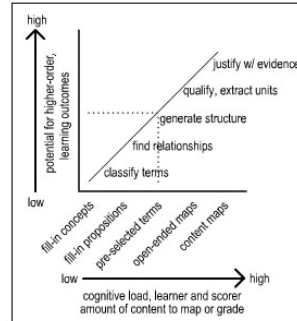 high
potential for higher-order,
learning outcomes
low
justify w/ evidence
qualify, extract units
generate structure
find relationships
classify terms
fill-in concepts
fill-in propositions
pre-selected terms
open-ended maps
content maps
low
high
cognitive load, learner and scorer
amount of content to map or grade